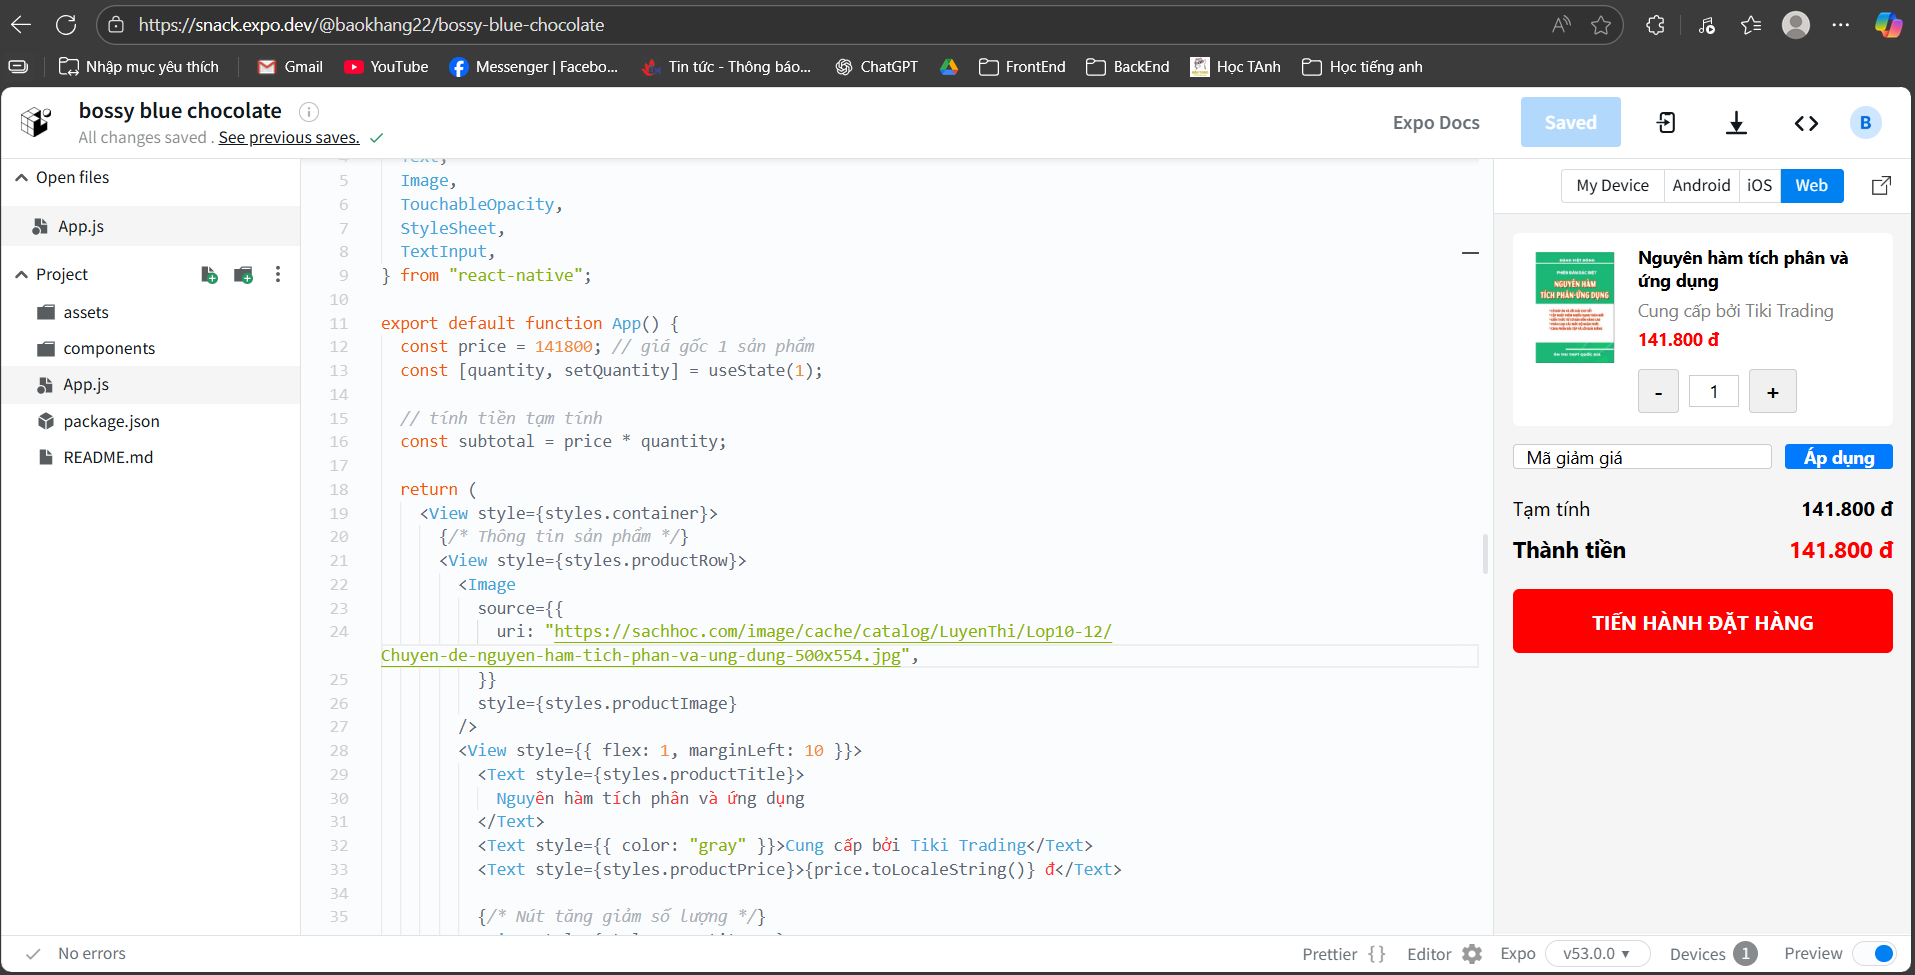 https://snack.expo.dev/@baokhang22/bossy-blue-chocolate
Nhập mục yêu thích
Gmail
YouTube
Messenger | Facebo...
Tin tức - Thông báo...
ChatGPT
FrontEnd
BackEnd
Học TAnh
Học tiếng anh
bossy blue chocolate
All changes saved . See previous saves.
Expo Docs
Saved
B
Open files
App.js
Project
assets
components
App.js
package.json
README.md
4 Text,
5 Image,
6 TouchableOpacity,
7 StyleSheet,
8 TextInput,
9 } from "react-native";
10
11 export default function App() {
12 const price = 141800; // giá gốc 1 sản phẩm
13 const [quantity, setQuantity] = useState(1);
14
15 // tính tiền tạm tính
16 const subtotal = price * quantity;
17
18 return (
19 <View style={styles.container}>
20 {/* Thông tin sản phẩm */}
21 <View style={styles.productRow}>
22 <Image
23 source={{
24 uri: "https://sachhoc.com/image/cache/catalog/LuyenThi/Lop10-12/
Chuyen-de-nguyen-ham-tich-phan-va-ung-dung-500x554.jpg",
25 }}
26 style={styles.productImage}
27 />
28 <View style={{ flex: 1, marginLeft: 10 }}>
29 <Text style={styles.productTitle}>
30 Nguyên hàm tích phân và ứng dụng
31 </Text>
32 <Text style={{ color: "gray" }}>Cung cấp bởi Tiki Trading</Text>
33 <Text style={styles.productPrice}>{price.toLocaleString()} đ</Text>
34
35 {/* Nút tăng giảm số lượng */}
My Device
Android
iOS
Web
NGUYÊN HÀM
TÍCH PHÂN-ỨNG DỤNG
Nguyên hàm tích phân và
ứng dụng
Cung cấp bởi Tiki Trading
141.800 đ
- 1 +
Mã giảm giá
Áp dụng
Tạm tính 141.800 đ
Thành tiền 141.800 đ
TIẾN HÀNH ĐẶT HÀNG
No errors
Prettier { }
Editor
Expo
v53.0.0
Devices 1
Preview